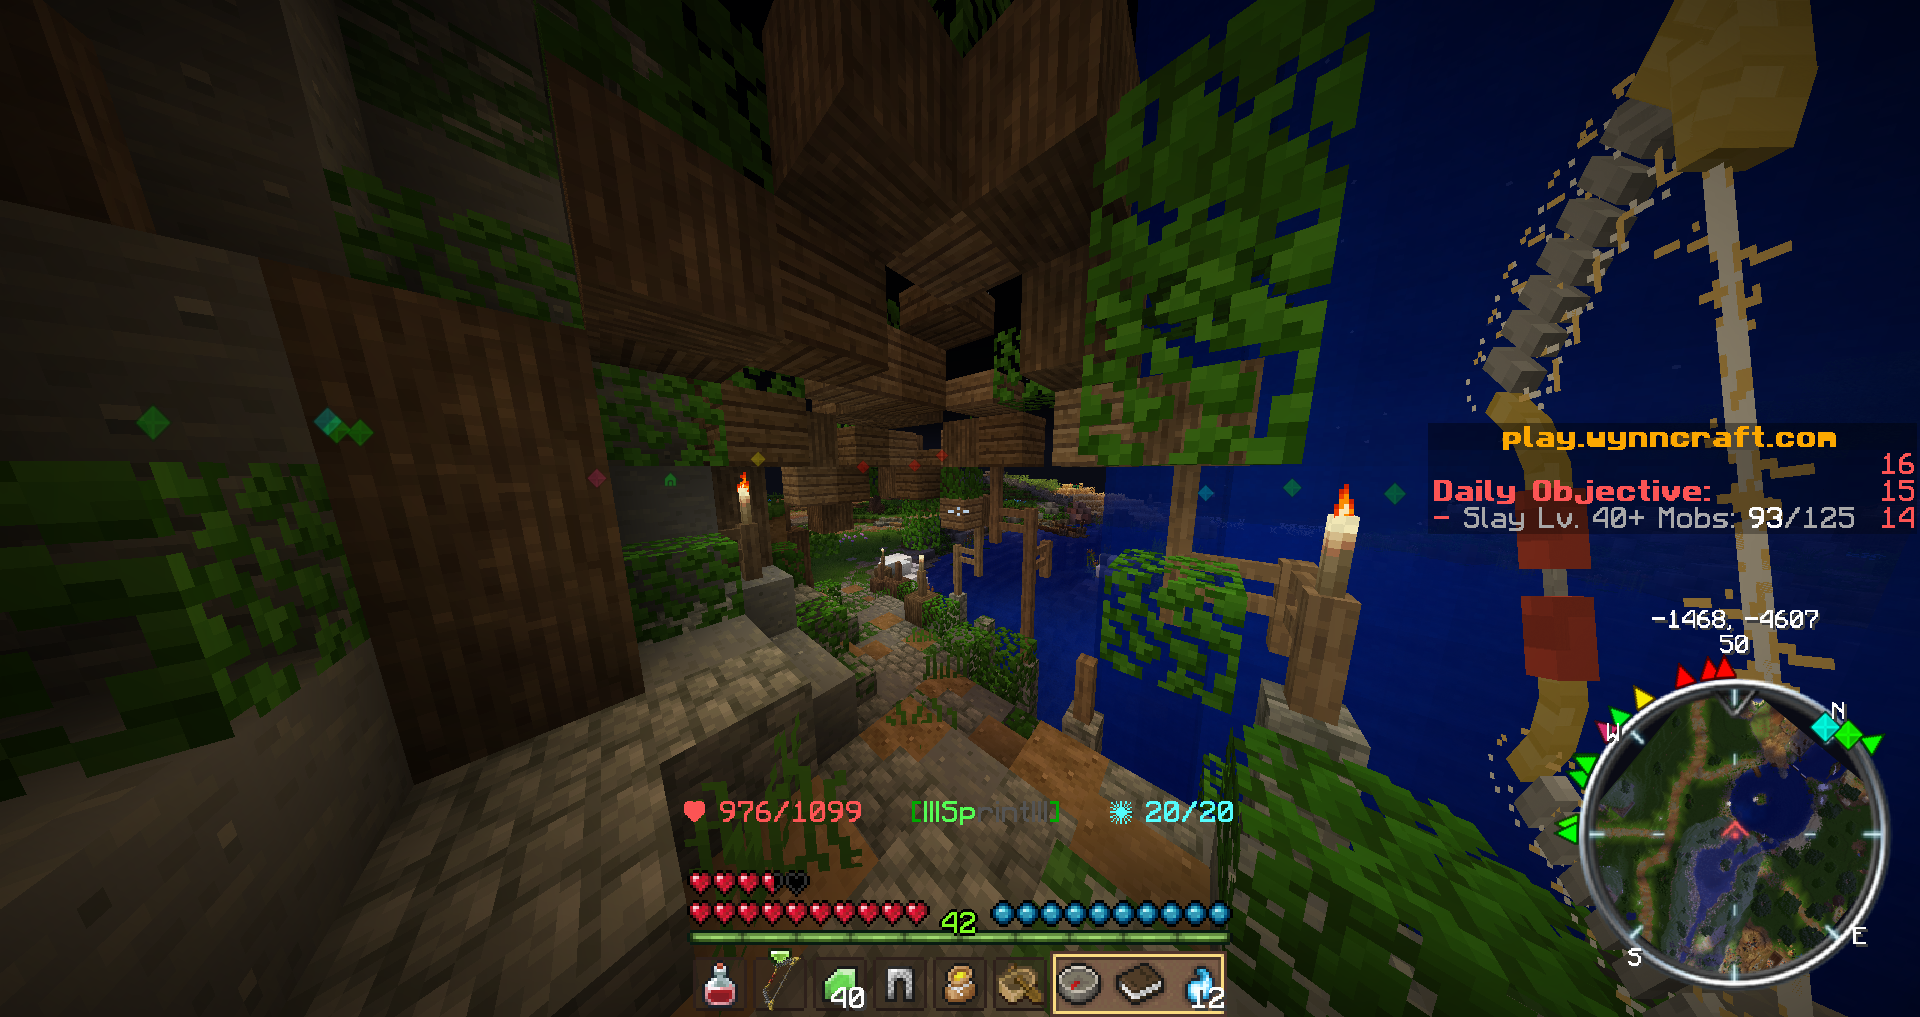 play.wynncraft.com
16
Daily Objective: 15
- Slay Lv. 40+ Mobs: 93/125 14
-1468, -4607
50
N
W
E
S
976/1099 [|||Sprint|||] 20/20
42
40
12